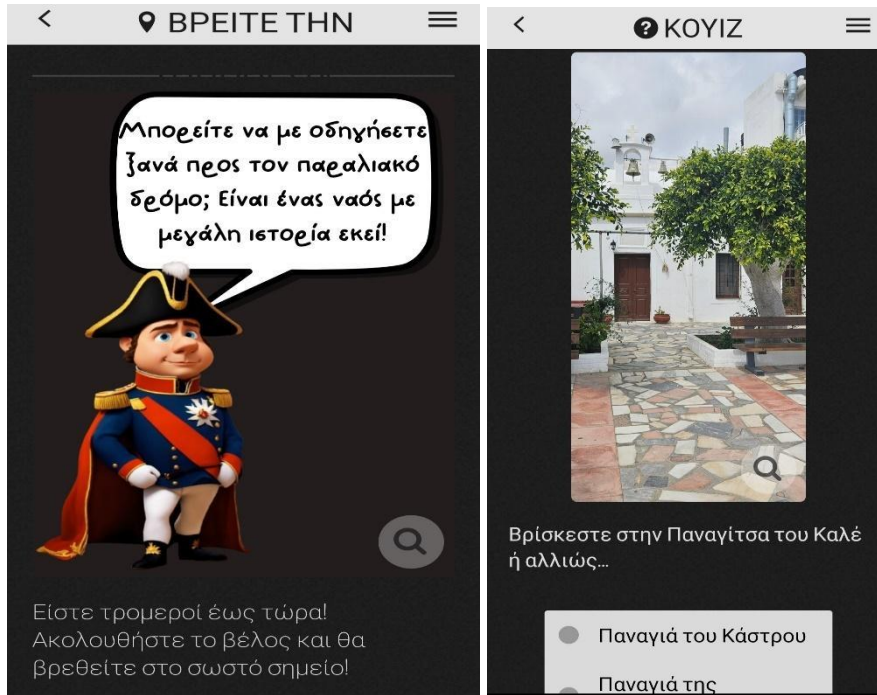 ΒΡΕΙΤΕ ΤΗΝ
Μπορείτε να με οδηγήσετε
ξανά προς τον παραλιακό
δρόμο; Είναι ένας ναός με
μεγάλη ιστορία εκεί!
Είστε τρομεροί έως τώρα!
Ακολουθήστε το βέλος και θα
βρεθείτε στο σωστό σημείο!
ΚΟΥΙΖ
Βρίσκεστε στην Παναγίτσα του Καλέ
ή αλλιώς...
Παναγιά του Κάστρου
Παναγιά της